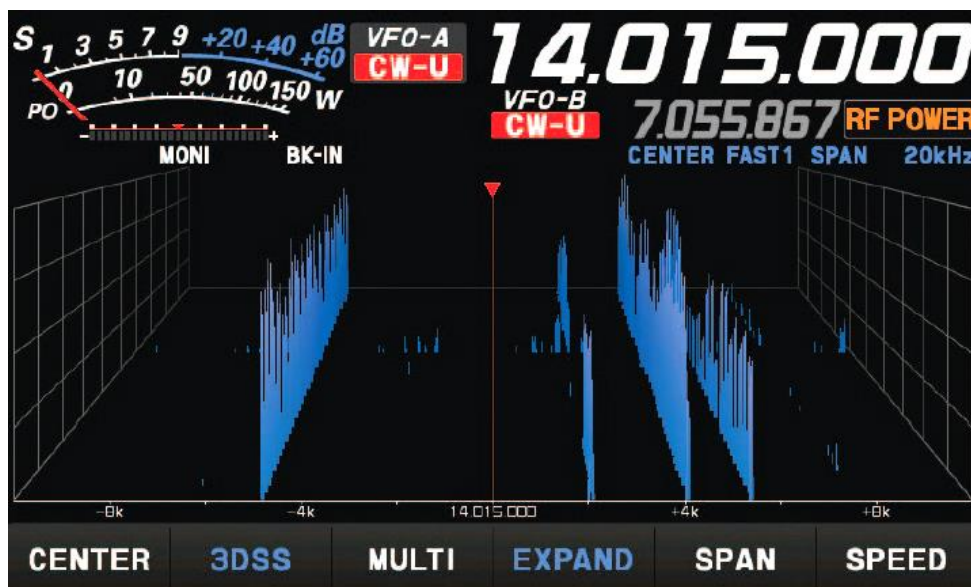 S 1 3 5 7 9 +20 +40 +60 dB
PO 0 10 50 100 150 W
- +
MONI BK-IN
VFO-A 14.015.000
CW-U
VFO-B 7.055.867 RF POWER
CW-U
CENTER FAST1 SPAN 20kHz
-8k -4k 14.015.000 +4k +8k
CENTER 3DSS MULTI EXPAND SPAN SPEED